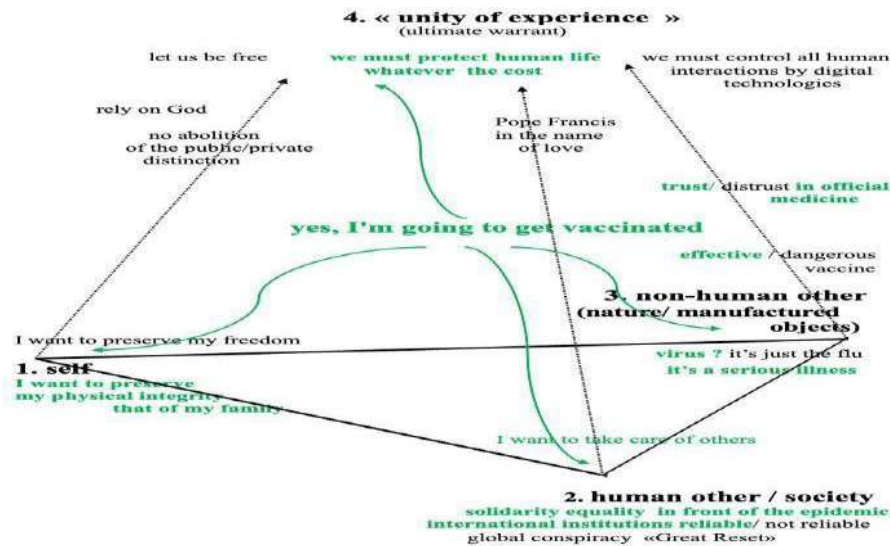 4. « unity of experience »
(ultimate warrant)
let us be free
we must protect human life
whatever the cost
we must control all human
interactions by digital
technologies
rely on God
no abolition
of the public/private
distinction
Pope Francis
in the name
of love
trust/ distrust in official
medicine
yes, I'm going to get vaccinated
effective / dangerous
vaccine
3. non-human other
(nature/ manufactured
objects)
I want to preserve my freedom
1. self
I want to preserve
my physical integrity
that of my family
virus ? it's just the flu
it's a serious illness
I want to take care of others
2. human other / society
solidarity equality in front of the epidemic
international institutions reliable/ not reliable
global conspiracy «Great Reset»